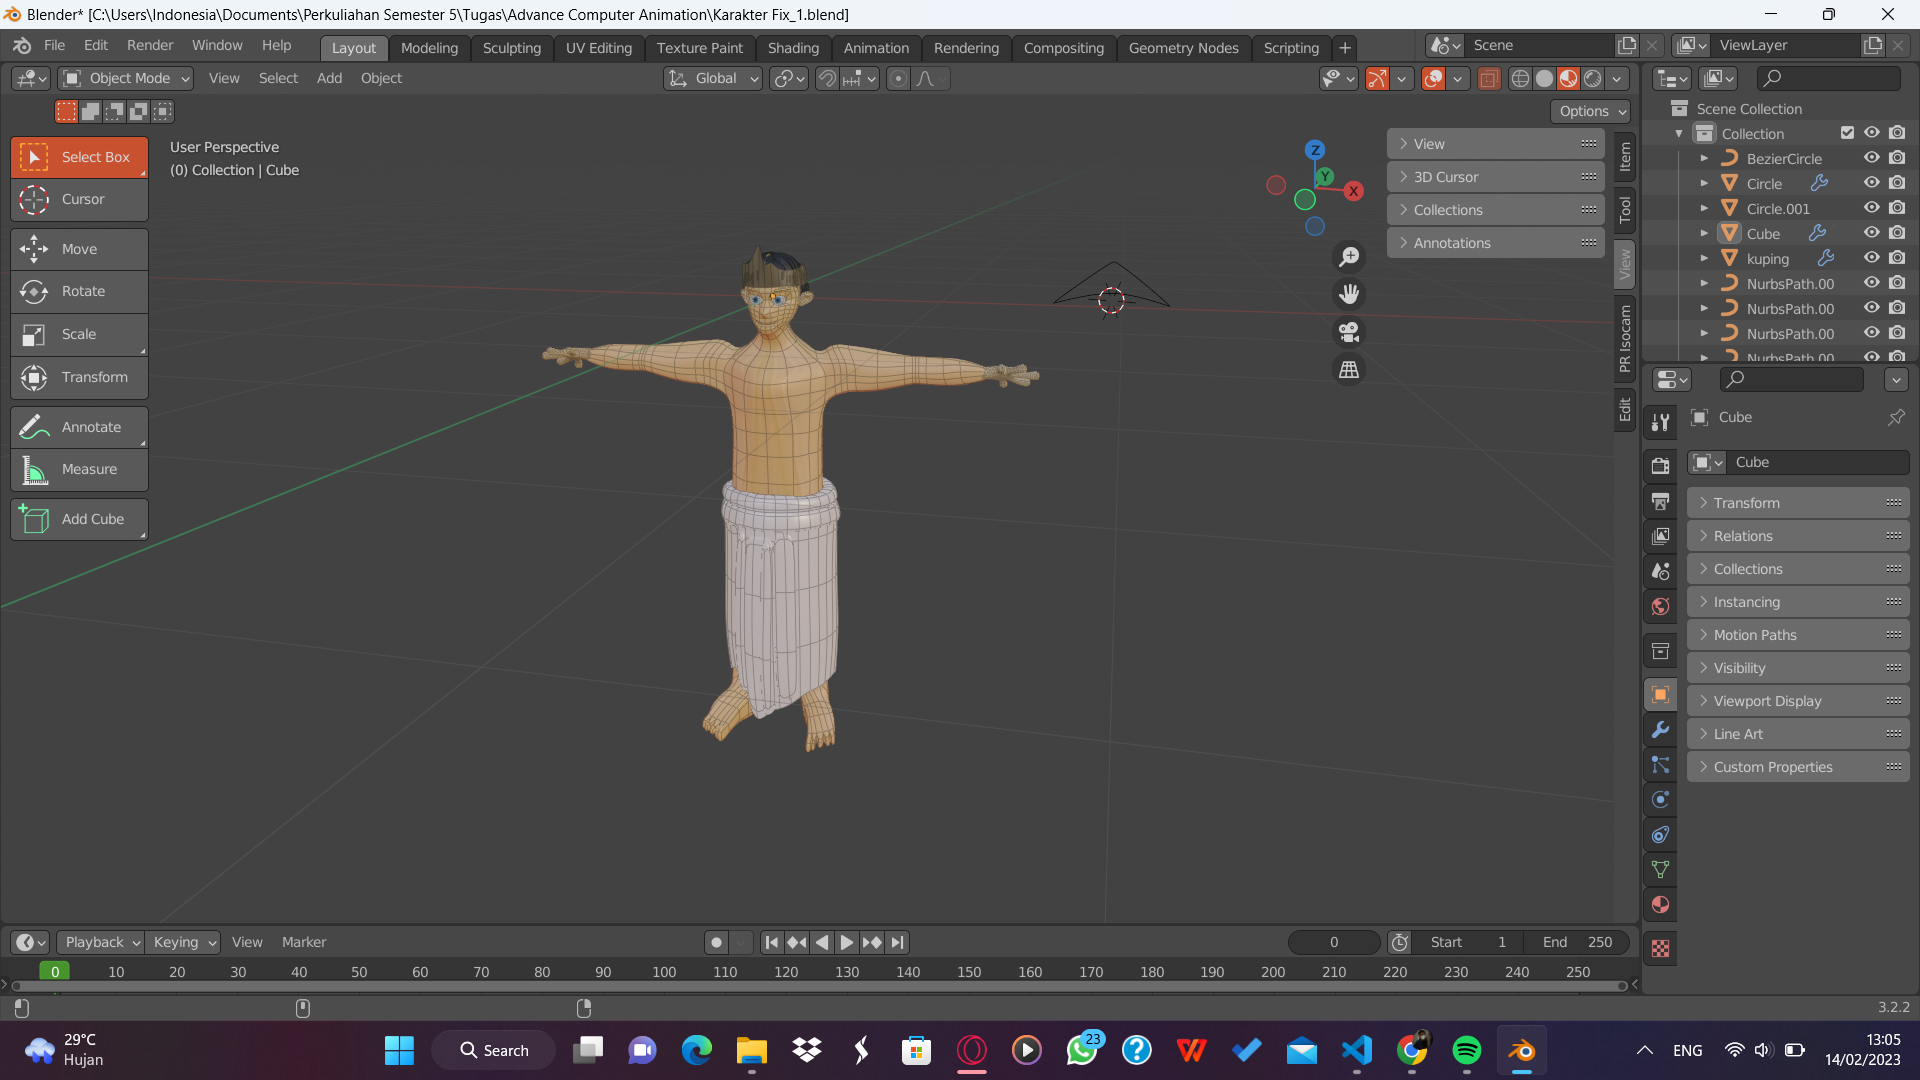 Blender* [C:\Users\Indonesia\Documents\Perkuliahan Semester 5\Tugas\Advance Computer Animation\Karakter Fix_1.blend]
File Edit Render Window Help Layout Modeling Sculpting UV Editing Texture Paint Shading Animation Rendering Compositing Geometry Nodes Scripting + Scene ViewLayer
Object Mode View Select Add Object Global
Options
Select Box
Cursor
Move
Rotate
Scale
Transform
Annotate
Measure
Add Cube
User Perspective
(0) Collection | Cube
Z
Y
X
View
3D Cursor
Collections
Annotations
Item
Tool
View
PR Isocam
Edit
Scene Collection
Collection
BezierCircle
Circle
Circle.001
Cube
kuping
NurbsPath.00
NurbsPath.00
NurbsPath.00
NurbsPath.00
Cube
Cube
Transform
Relations
Collections
Instancing
Motion Paths
Visibility
Viewport Display
Line Art
Custom Properties
Playback Keying View Marker 0 Start 1 End 250
0 10 20 30 40 50 60 70 80 90 100 110 120 130 140 150 160 170 180 190 200 210 220 230 240 250
3.2.2
29°C
Hujan
Search
23
ENG
13:05
14/02/2023